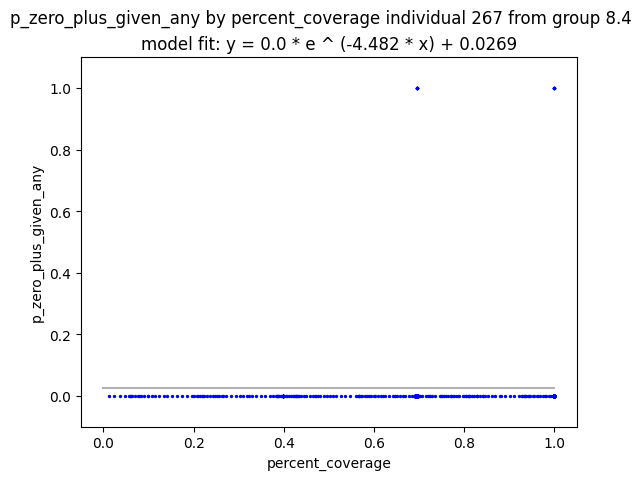 p_zero_plus_given_any by percent_coverage individual 267 from group 8.4
model fit: y = 0.0 * e ^ (-4.482 * x) + 0.0269
p_zero_plus_given_any
1.0
0.8
0.6
0.4
0.2
0.0
0.0 0.2 0.4 0.6 0.8 1.0
percent_coverage